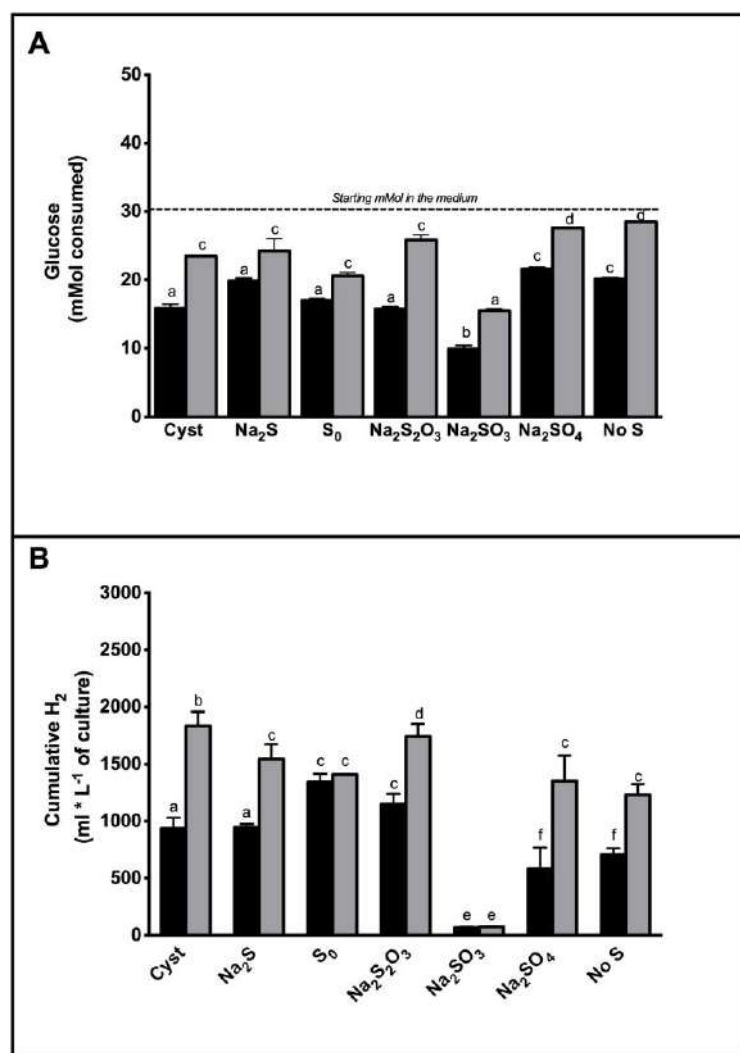 A
50
40
30
20
10
0
Glucose
(mMol consumed)
Starting mMol in the medium
a c a c a c a c b a c d c d
Cyst Na₂S S₀ Na₂S₂O₃ Na₂SO₃ Na₂SO₄ No S
B
3000
2500
2000
1500
1000
500
0
Cumulative H₂
(ml * L⁻¹ of culture)
a b a c c c c d e e f c f c
Cyst Na₂S S₀ Na₂S₂O₃ Na₂SO₃ Na₂SO₄ No S